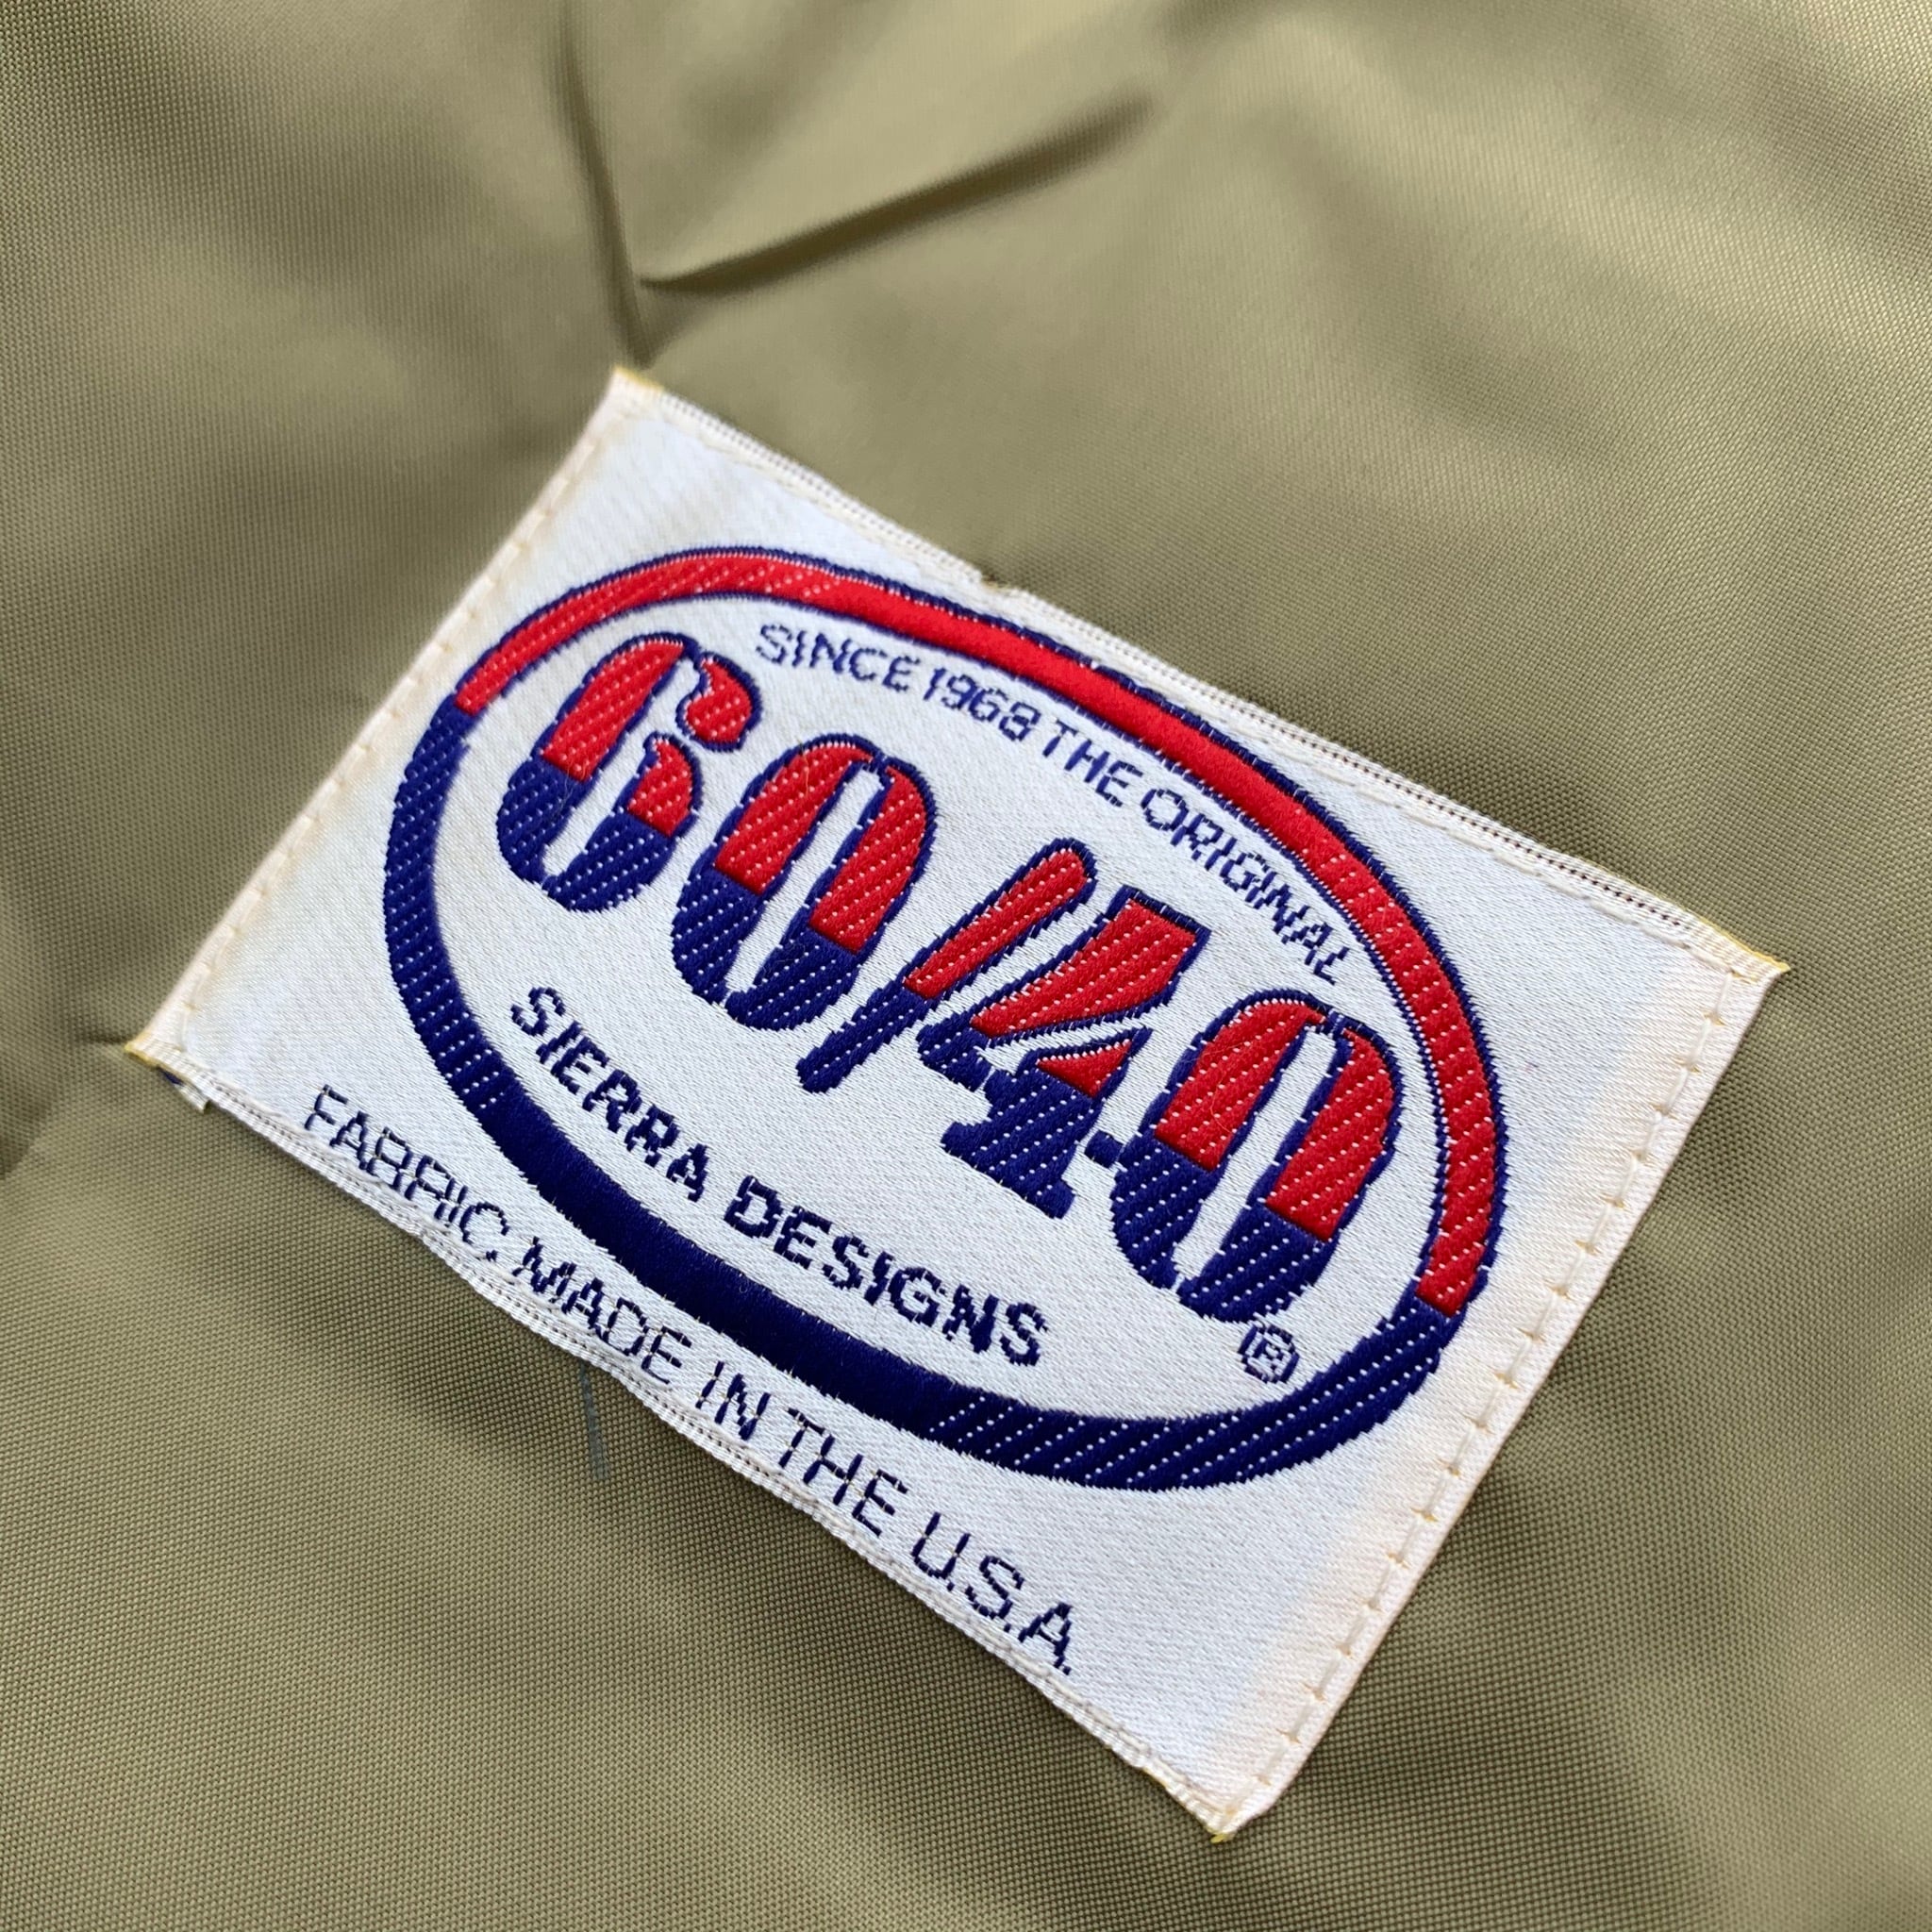 SINCE 1968 THE ORIGINAL
60/40
SIERRA DESIGNS
®
FABRIC MADE IN THE U.S.A.